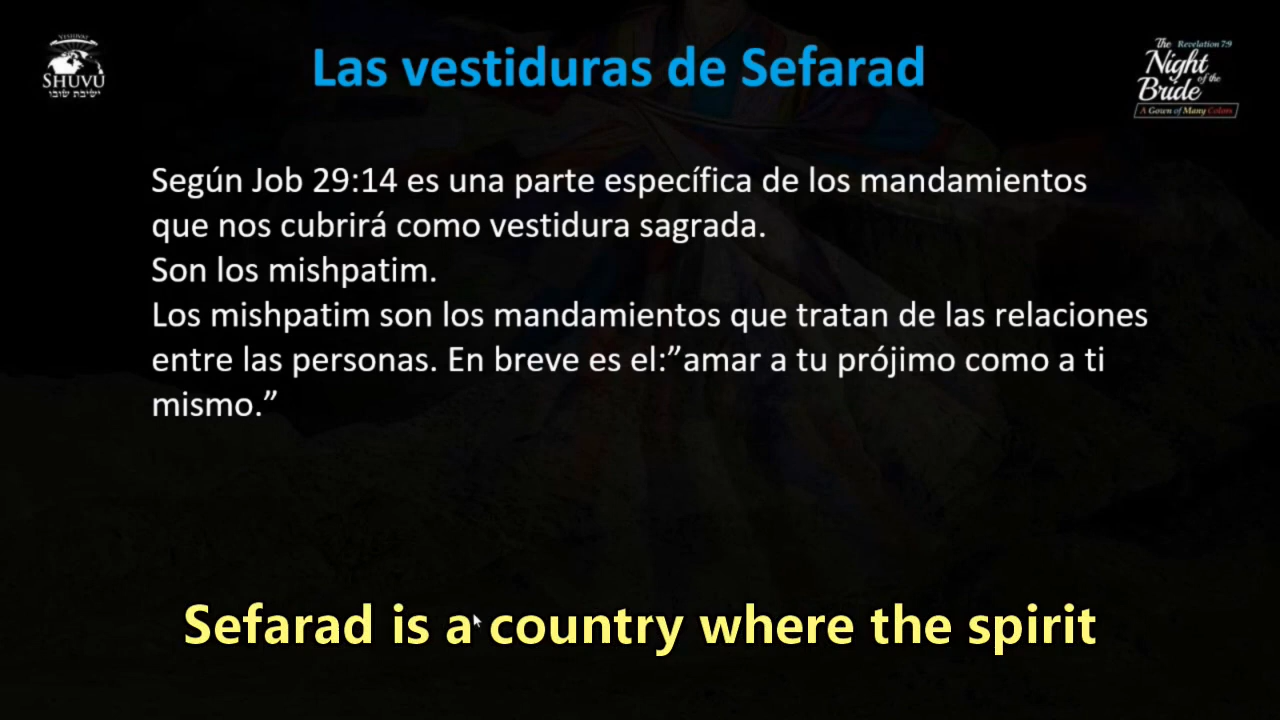 YESHIVAT
SHUVU
ישיבת שובו
Las vestiduras de Sefarad
The Revelation 7:9
Night
of the
Bride
A Gown of Many Colors
Según Job 29:14 es una parte específica de los mandamientos
que nos cubrirá como vestidura sagrada.
Son los mishpatim.
Los mishpatim son los mandamientos que tratan de las relaciones
entre las personas. En breve es el:”amar a tu prójimo como a ti
mismo.”
Sefarad is a country where the spirit